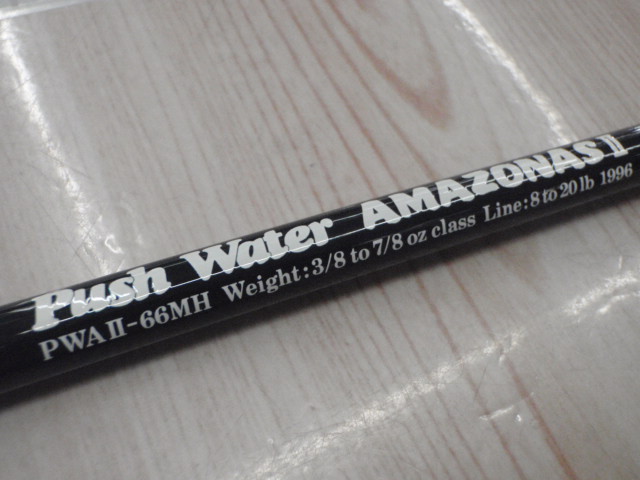 Push Water AMAZONAS II
PWA II-66MH Weight:3/8 to 7/8 oz class Line:8 to 20 lb 1996